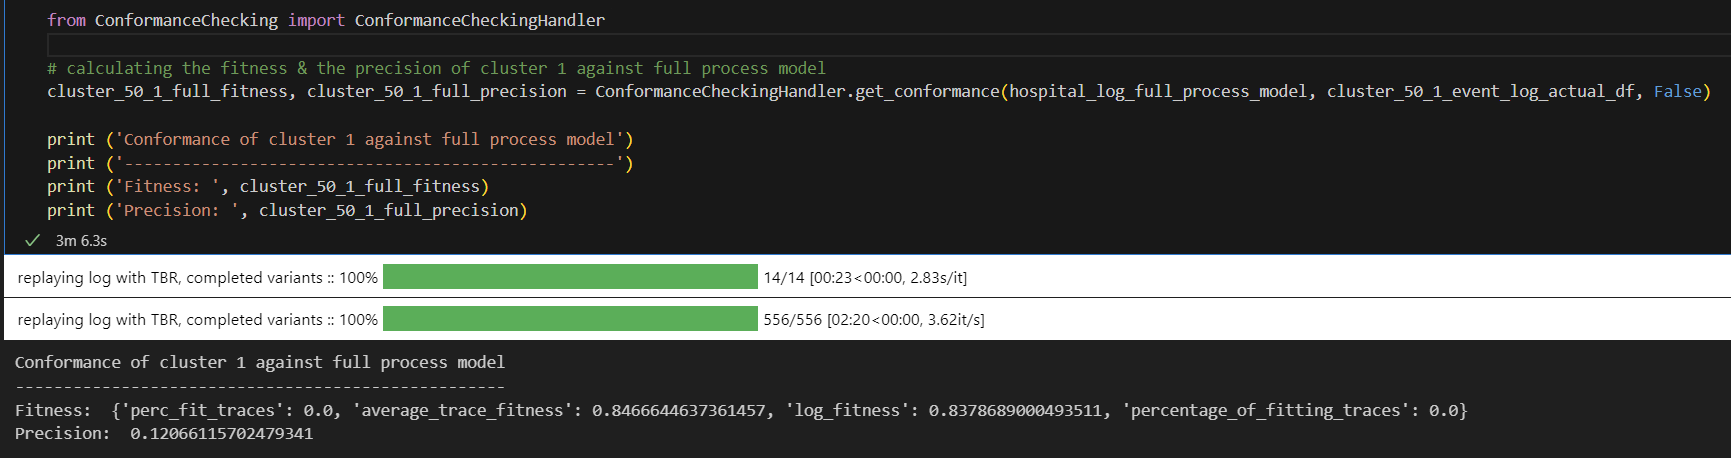 from ConformanceChecking import ConformanceCheckingHandler
# calculating the fitness & the precision of cluster 1 against full process model
cluster_50_1_full_fitness, cluster_50_1_full_precision = ConformanceCheckingHandler.get_conformance(hospital_log_full_process_model, cluster_50_1_event_log_actual_df, False)
print ('Conformance of cluster 1 against full process model')
print ('---------------------------------------------------')
print ('Fitness: ', cluster_50_1_full_fitness)
print ('Precision: ', cluster_50_1_full_precision)
3m 6.3s
replaying log with TBR, completed variants :: 100% 14/14 [00:23<00:00, 2.83s/it]
replaying log with TBR, completed variants :: 100% 556/556 [02:20<00:00, 3.62it/s]
Conformance of cluster 1 against full process model
---------------------------------------------------
Fitness:  {'perc_fit_traces': 0.0, 'average_trace_fitness': 0.8466644637361457, 'log_fitness': 0.8378689000493511, 'percentage_of_fitting_traces': 0.0}
Precision:  0.12066115702479341